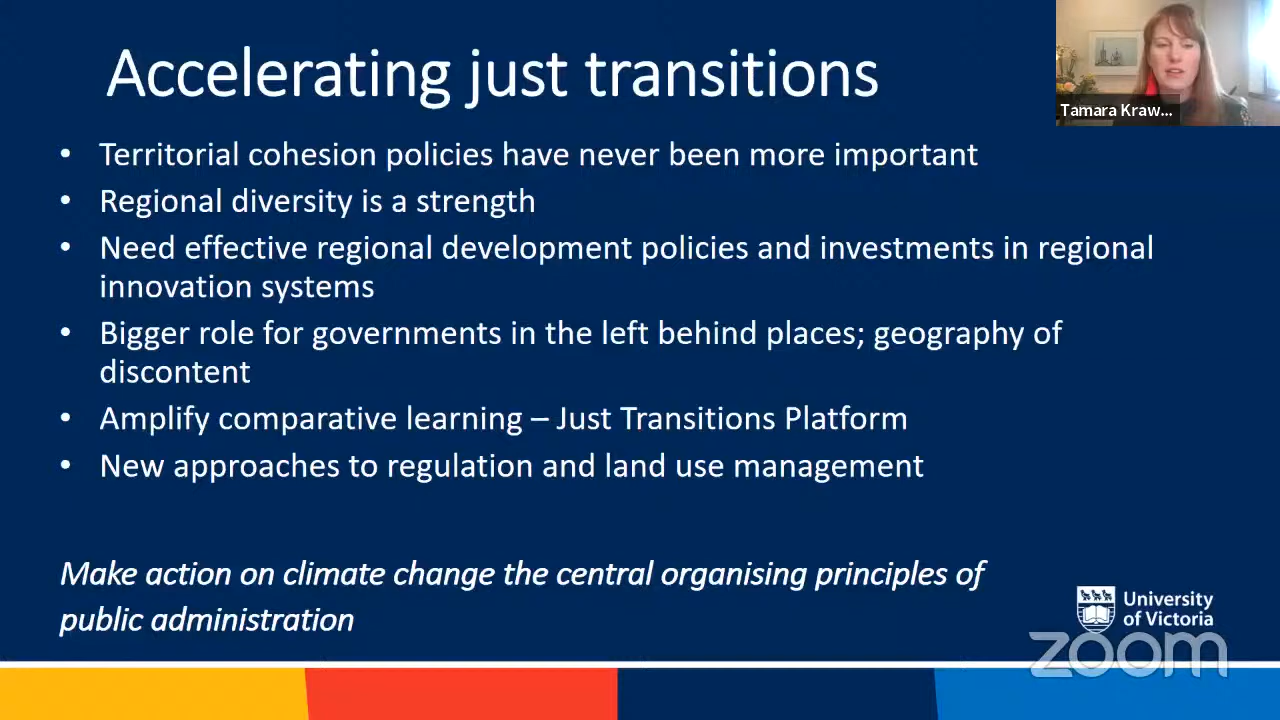 Accelerating just transitions
Tamara Kraw...
• Territorial cohesion policies have never been more important
• Regional diversity is a strength
• Need effective regional development policies and investments in regional
innovation systems
• Bigger role for governments in the left behind places; geography of
discontent
• Amplify comparative learning – Just Transitions Platform
• New approaches to regulation and land use management
Make action on climate change the central organising principles of
public administration
University
of Victoria
zoom